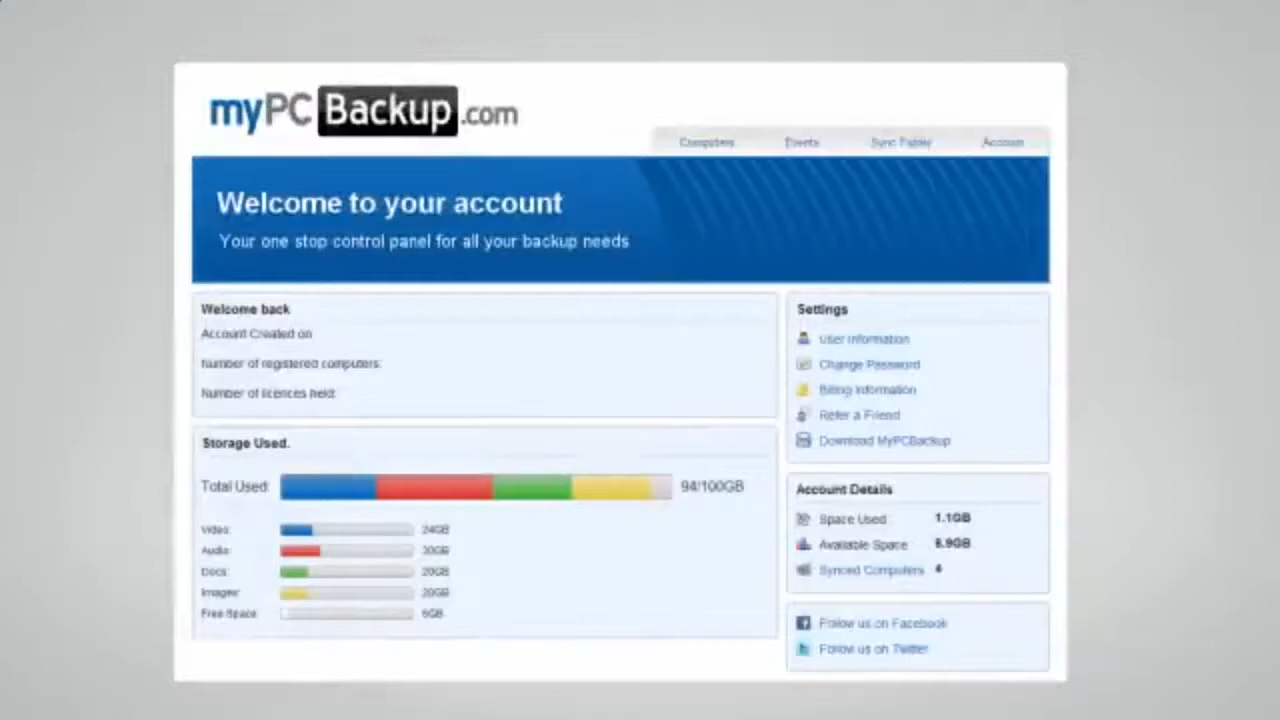 myPCBackup.com
Computers Events Sync Folder Account
Welcome to your account
Your one stop control panel for all your backup needs
Welcome back
Account Created on
Number of registered computers:
Number of licences held:
Storage Used.
Total Used: 94/100GB
Video: 24GB
Audio: 30GB
Docs: 20GB
Images: 20GB
Free Space 6GB
Settings
User Information
Change Password
Billing Information
Refer a Friend
Download MyPCBackup
Account Details
Space Used 1.1GB
Available Space 8.9GB
Synced Computers 4
Follow us on Facebook
Follow us on Twitter